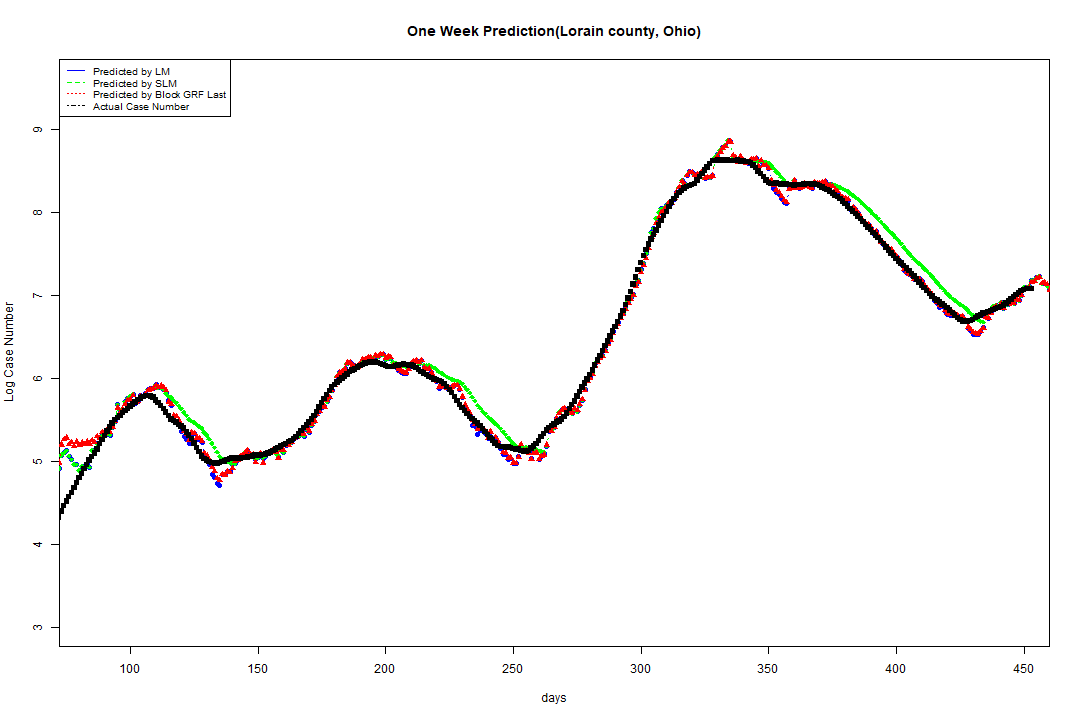 One Week Prediction(Lorain county, Ohio)
Predicted by LM
Predicted by SLM
Predicted by Block GRF Last
Actual Case Number
Log Case Number
9
8
7
6
5
4
3
100 150 200 250 300 350 400 450
days